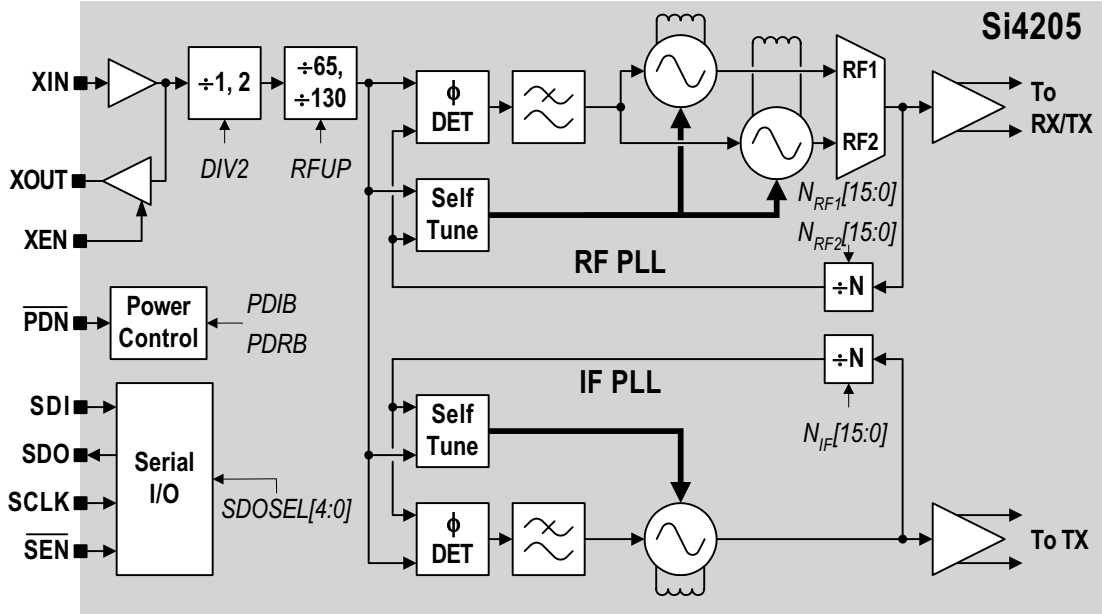 Si4205
XIN
÷1, 2
÷65,
÷130
ϕ
DET
RF1
RF2
To
RX/TX
DIV2
RFUP
XOUT
XEN
Self
Tune
N_RF1[15:0]
N_RF2[15:0]
RF PLL
÷N
PDN
Power
Control
PDIB
PDRB
÷N
IF PLL
N_IF[15:0]
SDI
SDO
SCLK
SEN
Serial
I/O
SDOSEL[4:0]
Self
Tune
ϕ
DET
To TX